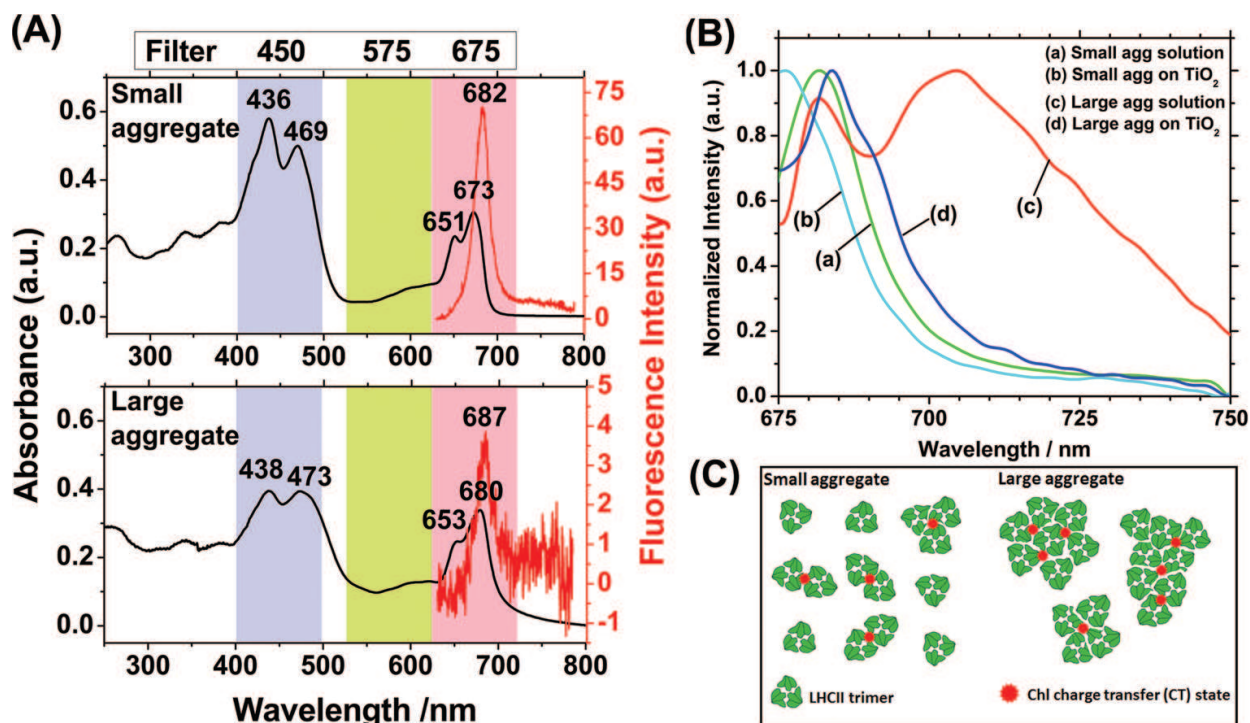 (A)
Filter 450 575 675
Small
aggregate
436
469
651
673
682
0.6
0.4
0.2
0.0
75
60
45
30
15
0
300 400 500 600 700 800
Large
aggregate
438
473
653
680
687
0.6
0.4
0.2
0.0
5
4
3
2
1
0
-1
300 400 500 600 700 800
Absorbance (a.u.)
Fluorescence Intensity (a.u.)
Wavelength /nm
(B)
(a) Small agg solution
(b) Small agg on TiO₂
(c) Large agg solution
(d) Large agg on TiO₂
1.0
0.8
0.6
0.4
0.2
0.0
Normalized Intensity (a.u.)
(b)
(a)
(d)
(c)
675 700 725 750
Wavelength / nm
(C)
Small aggregate
Large aggregate
LHCII trimer
Chl charge transfer (CT) state